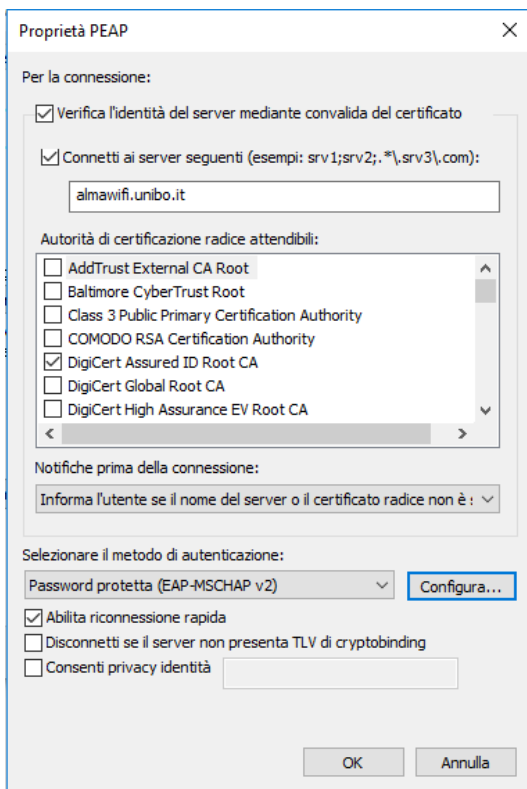 Proprietà PEAP
Per la connessione:
Verifica l'identità del server mediante convalida del certificato
Connetti ai server seguenti (esempi: srv1;srv2;.*\.srv3\.com):
almawifi.unibo.it
Autorità di certificazione radice attendibili:
AddTrust External CA Root
Baltimore CyberTrust Root
Class 3 Public Primary Certification Authority
COMODO RSA Certification Authority
DigiCert Assured ID Root CA
DigiCert Global Root CA
DigiCert High Assurance EV Root CA
Notifiche prima della connessione:
Informa l'utente se il nome del server o il certificato radice non è
Selezionare il metodo di autenticazione:
Password protetta (EAP-MSCHAP v2) Configura...
Abilita riconnessione rapida
Disconnetti se il server non presenta TLV di cryptobinding
Consenti privacy identità
OK Annulla